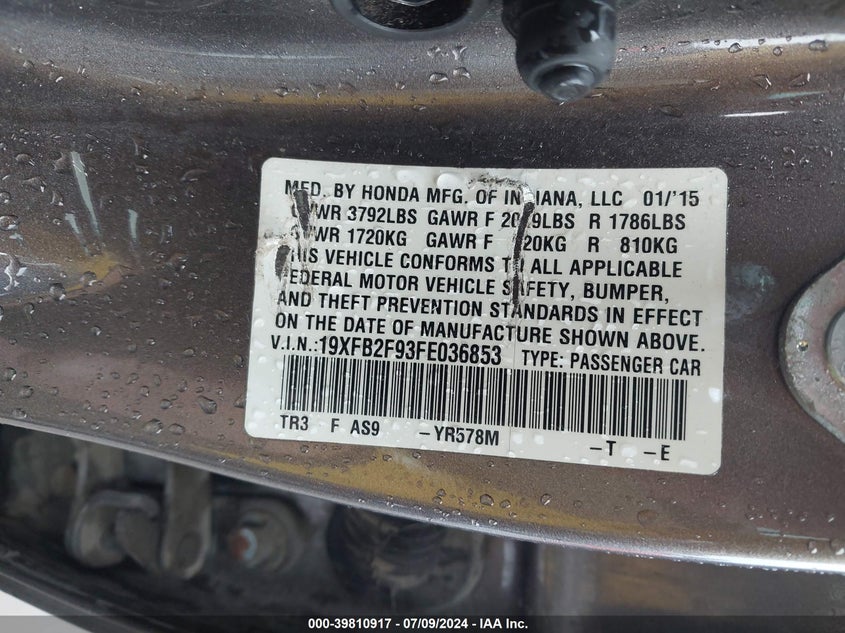 MFD. BY HONDA MFG. OF INDIANA, LLC 01/'15
GVWR 3792LBS GAWR F LBS R 1786LBS
GVWR 1720KG GAWR F KG R 810KG
THIS VEHICLE CONFORMS TO ALL APPLICABLE
FEDERAL MOTOR VEHICLE SAFETY, BUMPER,
AND THEFT PREVENTION STANDARDS IN EFFECT
ON THE DATE OF MANUFACTURE SHOWN ABOVE.
V.I.N.:19XFB2F93FE036853 TYPE: PASSENGER CAR
TR3 F AS9 -YR578M -T -E
000-39810917 / 07/09/2024 - IAA Inc.